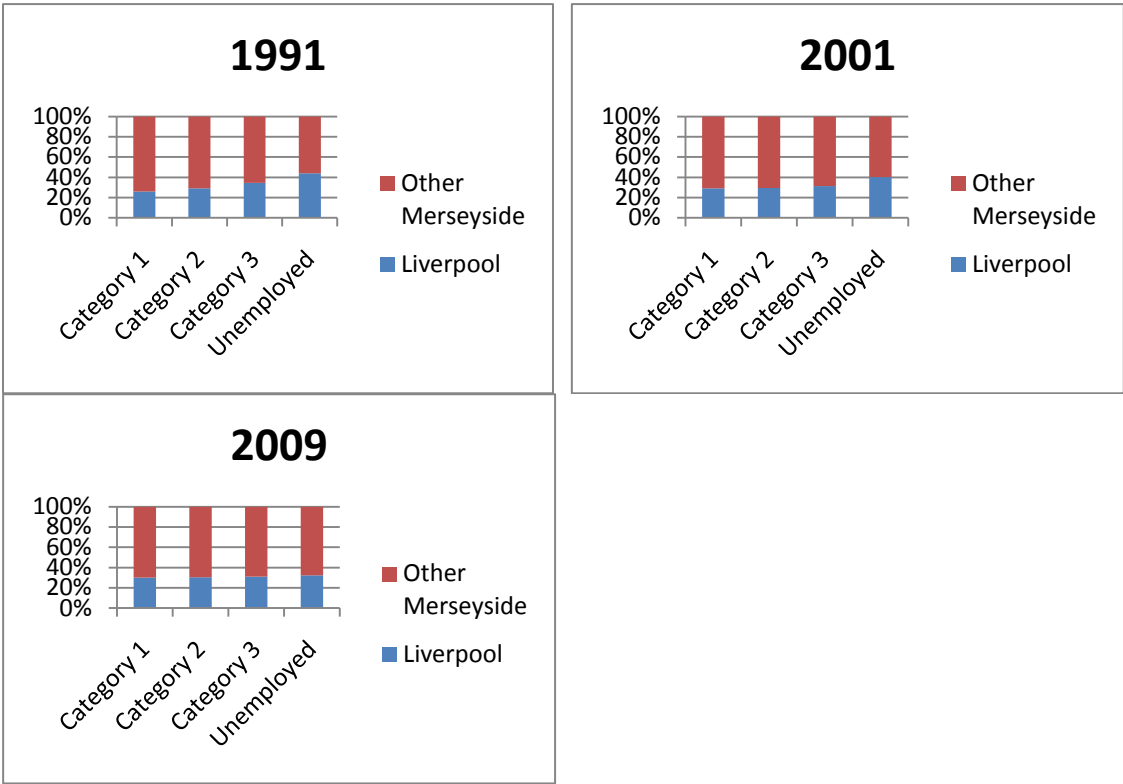 1991
100%
80%
60%
40%
20%
0%
Category 1
Category 2
Category 3
Unemployed
Other
Merseyside
Liverpool
2001
100%
80%
60%
40%
20%
0%
Category 1
Category 2
Category 3
Unemployed
Other
Merseyside
Liverpool
2009
100%
80%
60%
40%
20%
0%
Category 1
Category 2
Category 3
Unemployed
Other
Merseyside
Liverpool